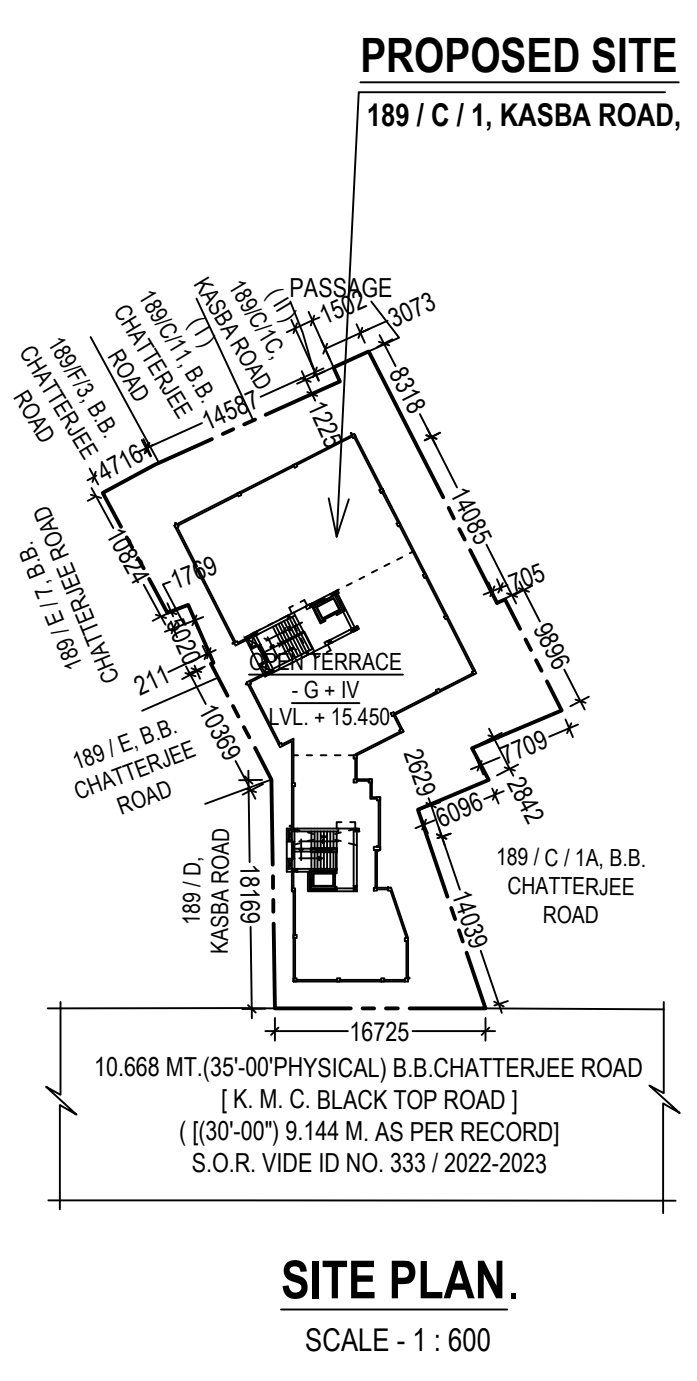 PROPOSED SITE
189 / C / 1, KASBA ROAD,
PASSAGE
1502
3073
189/C/1C,
KASBA ROAD
( II )
189/C/11, B.B.
CHATTERJEE
ROAD
( I )
189/F/3, B.B.
CHATTERJEE
ROAD
14587
1225
8318
4716
14085
10824
1769
705
189 / E / 7, B.B.
CHATTERJEE ROAD
5020
9896
211
OPEN TERRACE
- G + IV
LVL. + 15.450
10369
189 / E, B.B.
CHATTERJEE
ROAD
7709
2629
2842
6096
189 / D,
KASBA ROAD
18169
189 / C / 1A, B.B.
CHATTERJEE
ROAD
14039
16725
10.668 MT.(35'-00'PHYSICAL) B.B.CHATTERJEE ROAD
[ K. M. C. BLACK TOP ROAD ]
( [(30'-00") 9.144 M. AS PER RECORD]
S.O.R. VIDE ID NO. 333 / 2022-2023
SITE PLAN.
SCALE - 1 : 600